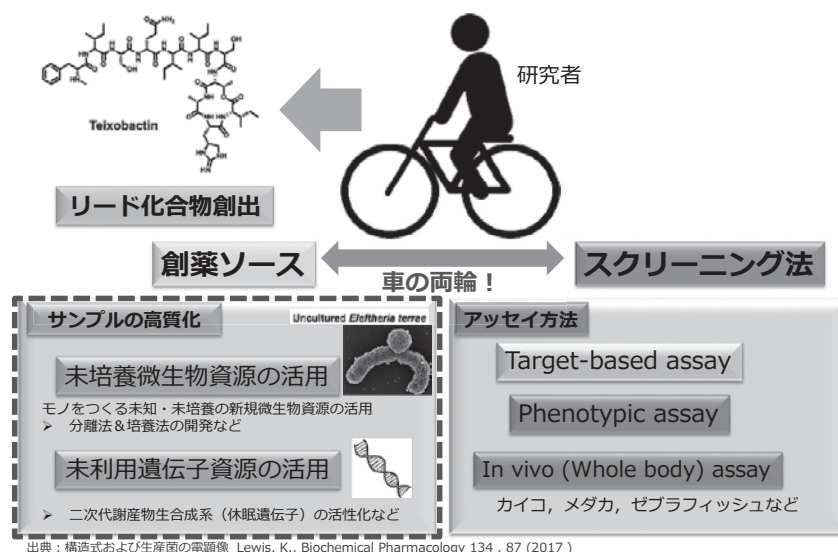 Teixobactin
研究者
リード化合物創出
創薬ソース
車の両輪！
スクリーニング法
サンプルの高質化
Uncultured Eleftheria terrae
未培養微生物資源の活用
モノをつくる未知・未培養の新規微生物資源の活用
➢ 分離法＆培養法の開発など
未利用遺伝子資源の活用
➢ 二次代謝産物生合成系（休眠遺伝子）の活性化など
アッセイ方法
Target-based assay
Phenotypic assay
In vivo (Whole body) assay
カイコ，メダカ，ゼブラフィッシュなど
出典：構造式および生産菌の電顕像 Lewis, K., Biochemical Pharmacology 134 , 87 (2017 )